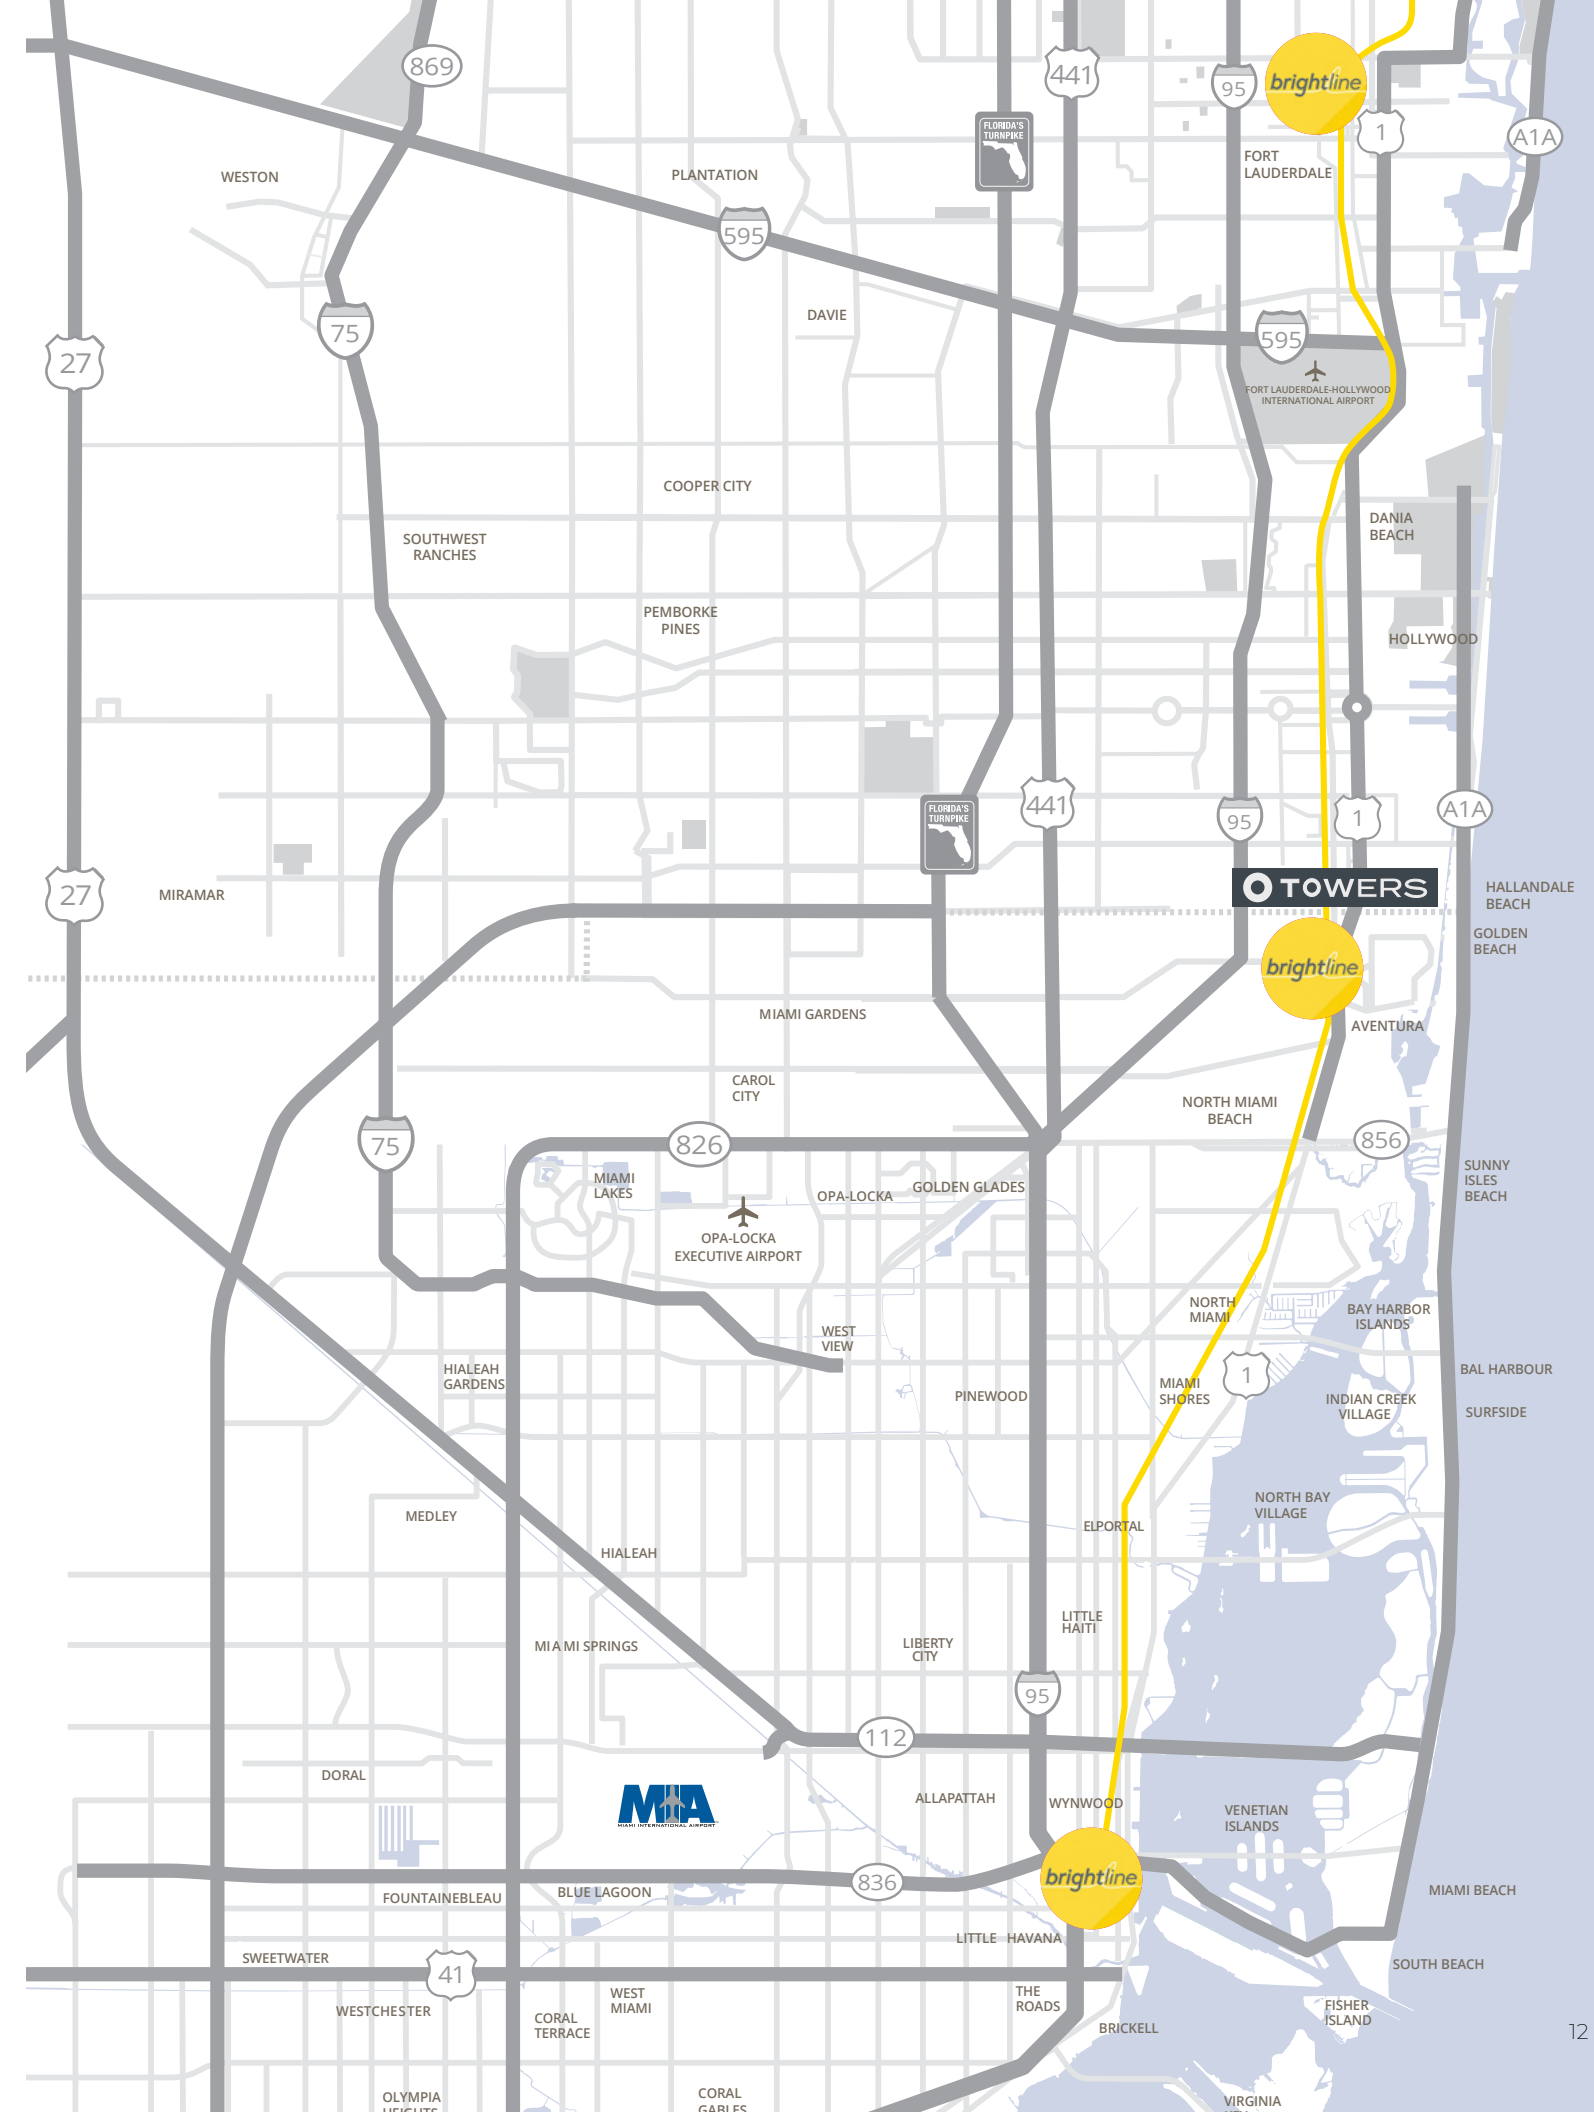 869
441
95
brightline
FLORIDA'S
TURNPIKE
1
A1A
FORT
LAUDERDALE
WESTON
PLANTATION
595
DAVIE
75
27
595
FORT LAUDERDALE-HOLLYWOOD
INTERNATIONAL AIRPORT
COOPER CITY
SOUTHWEST
RANCHES
DANIA
BEACH
PEMBORKE
PINES
HOLLYWOOD
FLORIDA'S
TURNPIKE
441
95
1
A1A
27
MIRAMAR
TOWERS
HALLANDALE
BEACH
GOLDEN
BEACH
brightline
MIAMI GARDENS
AVENTURA
CAROL
CITY
NORTH MIAMI
BEACH
75
826
856
MIAMI
LAKES
OPA-LOCKA
GOLDEN GLADES
SUNNY
ISLES
BEACH
OPA-LOCKA
EXECUTIVE AIRPORT
NORTH
MIAMI
BAY HARBOR
ISLANDS
WEST
VIEW
HIALEAH
GARDENS
PINEWOOD
MIAMI
SHORES
1
BAL HARBOUR
INDIAN CREEK
VILLAGE
SURFSIDE
MEDLEY
NORTH BAY
VILLAGE
ELPORTAL
HIALEAH
LITTLE
HAITI
MIAMI SPRINGS
LIBERTY
CITY
95
112
DORAL
MIA
MIAMI INTERNATIONAL AIRPORT
ALLAPATTAH
WYNWOOD
VENETIAN
ISLANDS
brightline
836
FOUNTAINEBLEAU
BLUE LAGOON
MIAMI BEACH
LITTLE HAVANA
SWEETWATER
41
SOUTH BEACH
WEST
MIAMI
THE
ROADS
WESTCHESTER
CORAL
TERRACE
FISHER
ISLAND
BRICKELL
12
OLYMPIA
HEIGHTS
CORAL
GABLES
VIRGINIA